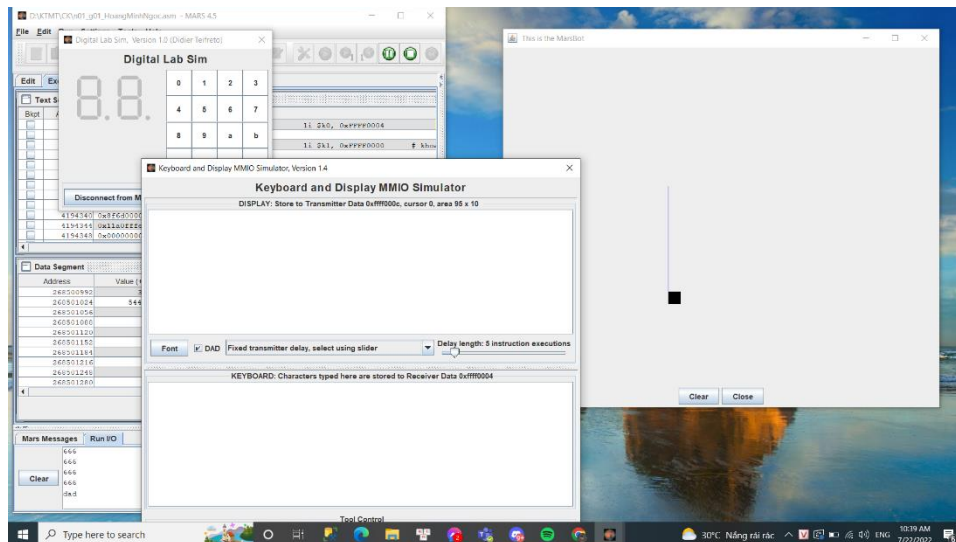 D:\KTMT\CK\n01_g01_HoangMinhNgoc.asm - MARS 4.5
File Edit
Digital Lab Sim, Version 1.0 (Didier Teifreto)
Digital Lab Sim
0 1 2 3
4 5 6 7
8 9 a b
Disconnect from M
This is the MarsBot
Edit
Text S
Bkpt
li $k0, 0xFFFF0004
li $k1, 0xFFFF0000
4194340 0x8f6d0000
4194344
4194348 0x00000000
Keyboard and Display MMIO Simulator, Version 1.4
Keyboard and Display MMIO Simulator
DISPLAY: Store to Transmitter Data 0xffff000c, cursor 0, area 95 x 10
Font DAD Fixed transmitter delay, select using slider Delay length: 5 instruction executions
KEYBOARD: Characters typed here are stored to Receiver Data 0xffff0004
Tool Control
Data Segment
Address Value
268500992
268501024 544
268501056
268501088
268501120
268501152
268501184
268501216
268501248
268501280
Mars Messages Run I/O
666
666
666
666
dad
Clear
Clear Close
Type here to search
30°C Nắng rải rác ENG
10:39 AM
7/22/2022